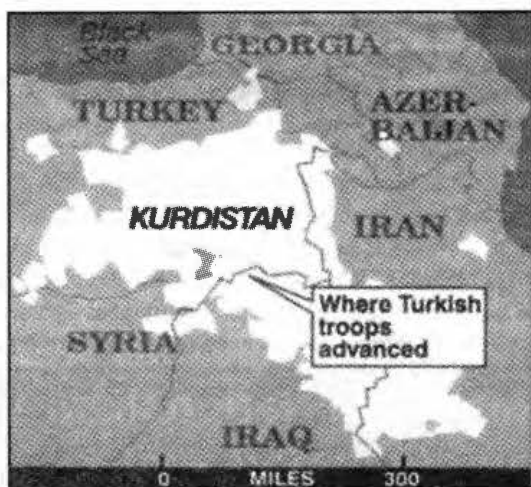 Black
Sea
GEORGIA
TURKEY
AZER-
BAIJAN
KURDISTAN
IRAN
Where Turkish
troops
advanced
SYRIA
IRAQ
0 MILES 300